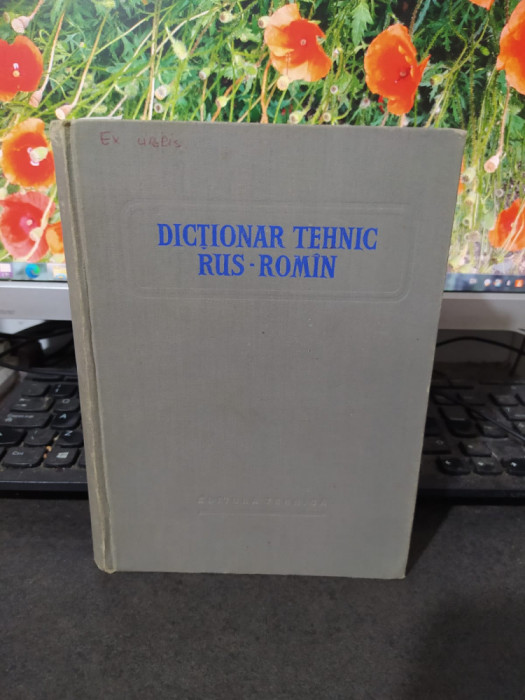 Ex
DICȚIONAR TEHNIC
RUS - ROMÎN
EDITURA TEHNICĂ